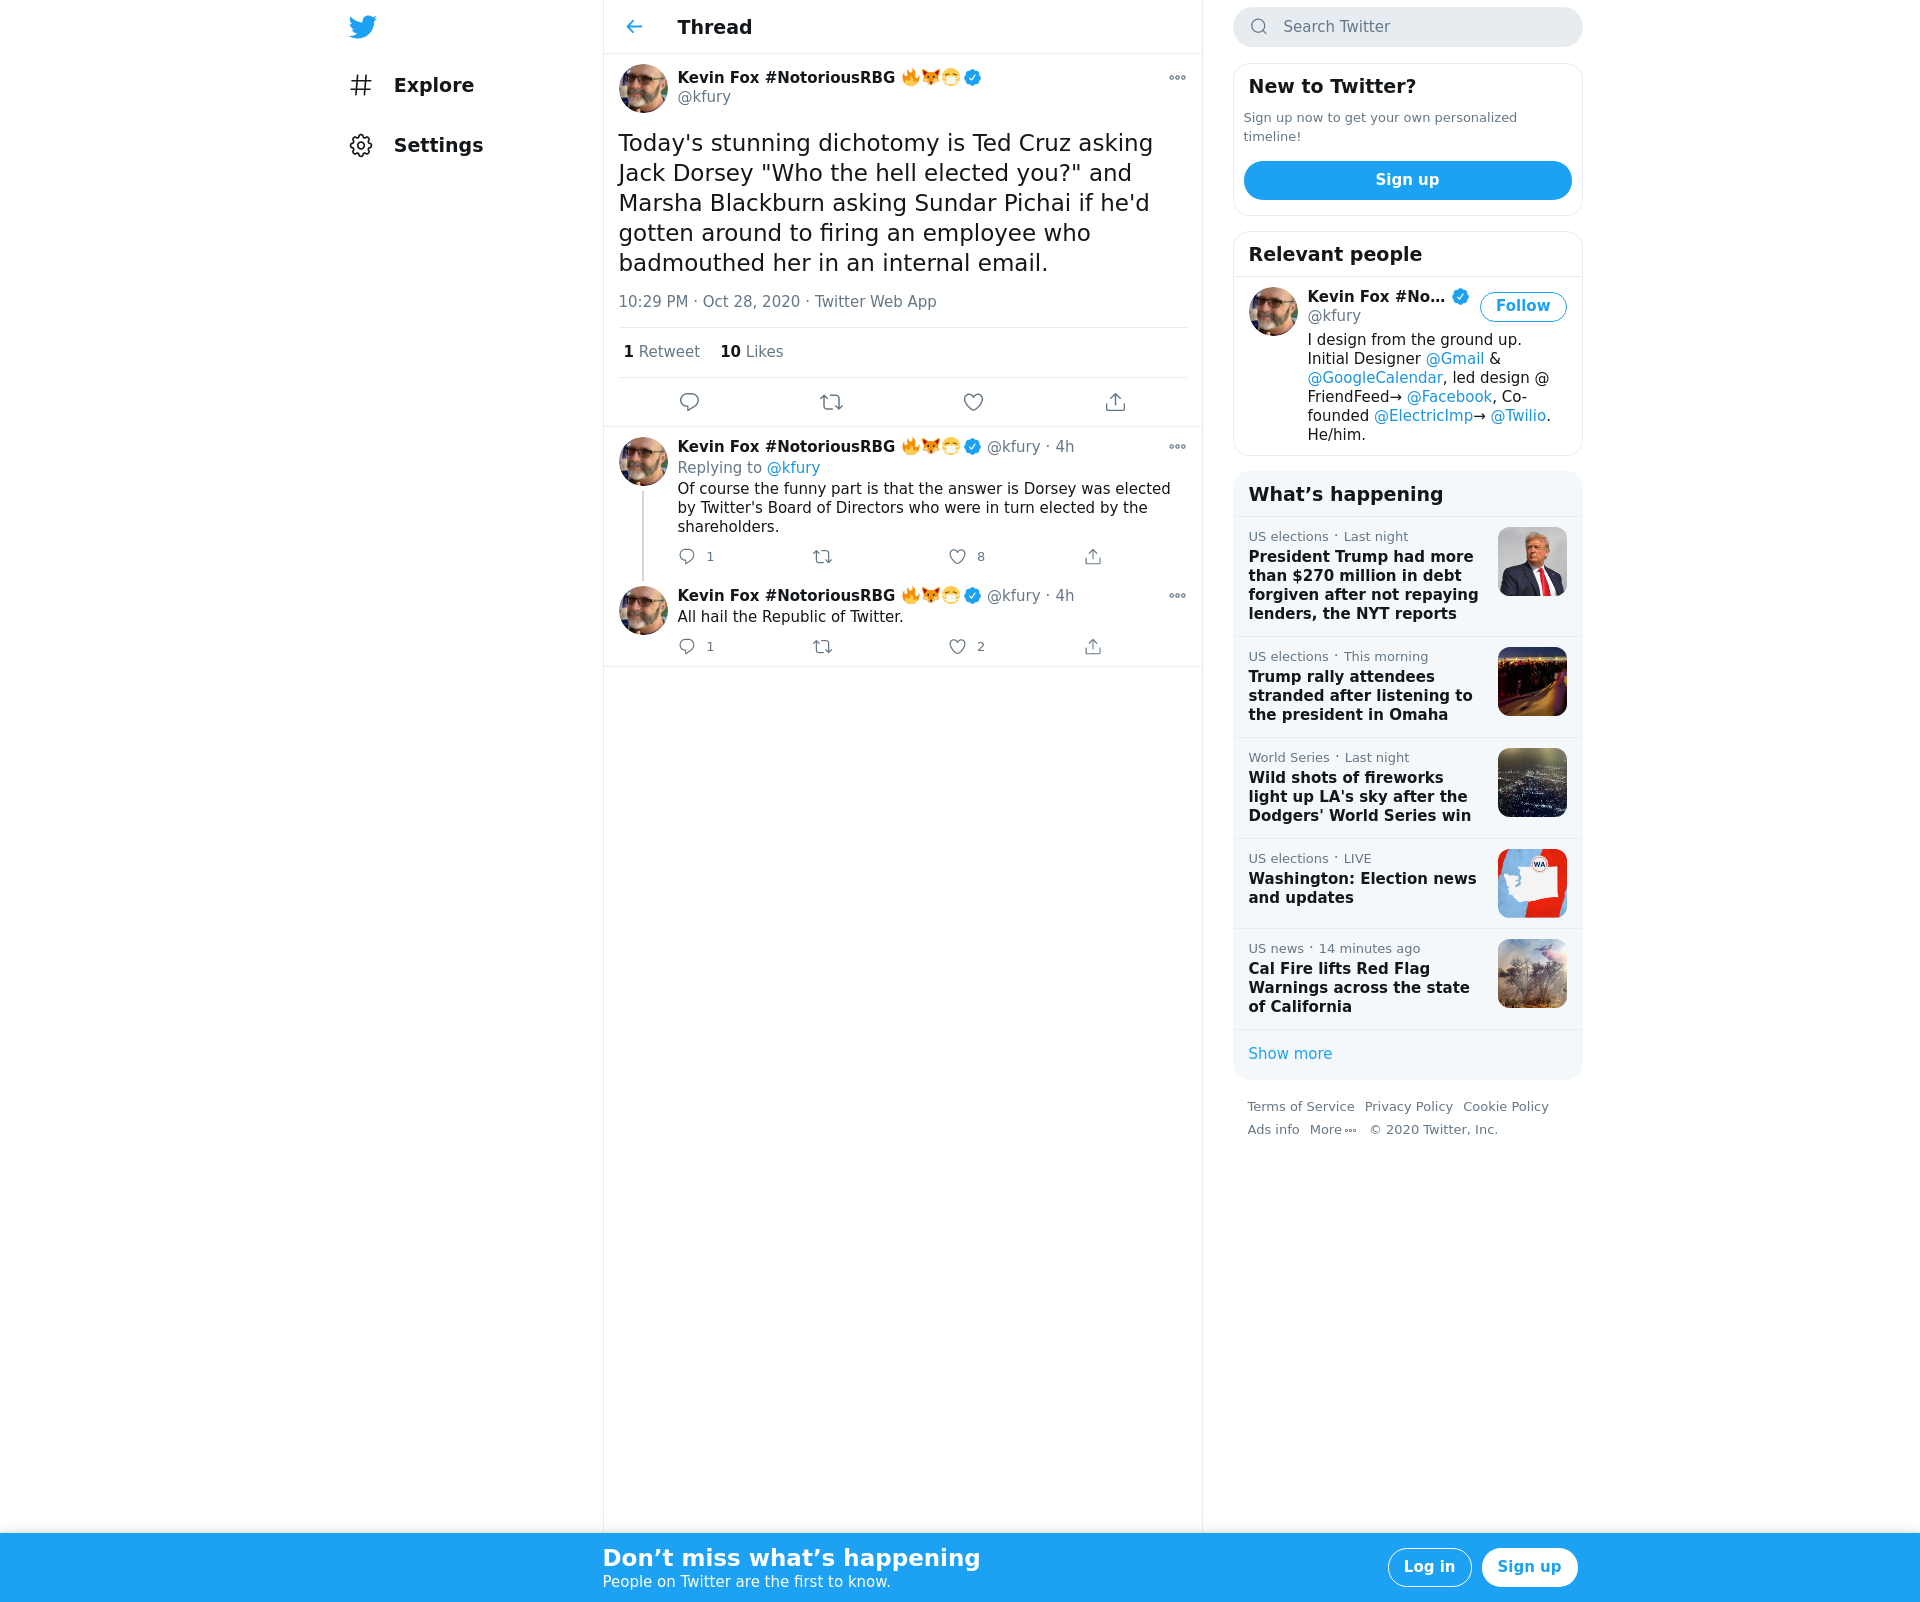 Explore
Settings
Thread
Kevin Fox #NotoriousRBG 🔥🦊😷
@kfury
Today's stunning dichotomy is Ted Cruz asking
Jack Dorsey "Who the hell elected you?" and
Marsha Blackburn asking Sundar Pichai if he'd
gotten around to firing an employee who
badmouthed her in an internal email.
10:29 PM · Oct 28, 2020 · Twitter Web App
1 Retweet 10 Likes
Kevin Fox #NotoriousRBG 🔥🦊😷 @kfury · 4h
Replying to @kfury
Of course the funny part is that the answer is Dorsey was elected
by Twitter's Board of Directors who were in turn elected by the
shareholders.
1 8
Kevin Fox #NotoriousRBG 🔥🦊😷 @kfury · 4h
All hail the Republic of Twitter.
1 2
Search Twitter
New to Twitter?
Sign up now to get your own personalized
timeline!
Sign up
Relevant people
Kevin Fox #No...
@kfury
Follow
I design from the ground up.
Initial Designer @Gmail &
@GoogleCalendar, led design @
FriendFeed→ @Facebook, Co-
founded @ElectricImp→ @Twilio.
He/him.
What’s happening
US elections · Last night
President Trump had more
than $270 million in debt
forgiven after not repaying
lenders, the NYT reports
US elections · This morning
Trump rally attendees
stranded after listening to
the president in Omaha
World Series · Last night
Wild shots of fireworks
light up LA's sky after the
Dodgers' World Series win
US elections · LIVE
Washington: Election news
and updates
WA
US news · 14 minutes ago
Cal Fire lifts Red Flag
Warnings across the state
of California
Show more
Terms of Service Privacy Policy Cookie Policy
Ads info More © 2020 Twitter, Inc.
Don’t miss what’s happening
People on Twitter are the first to know.
Log in
Sign up